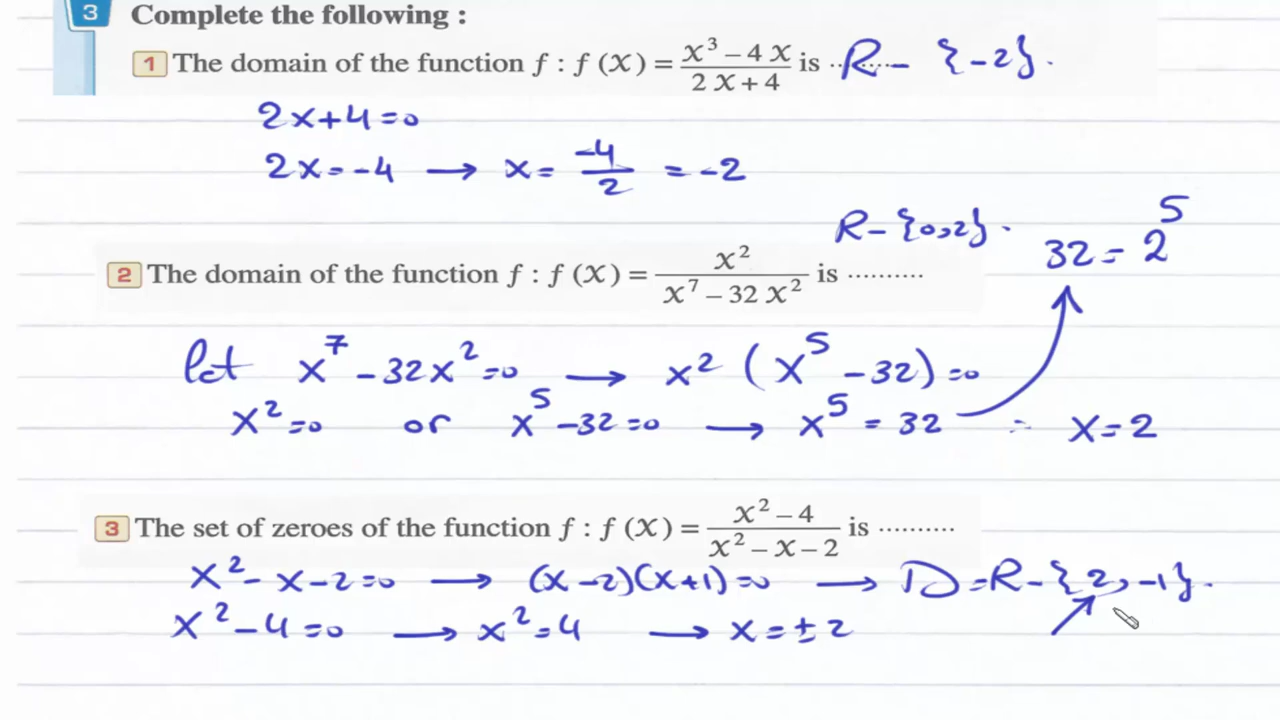 3 Complete the following :
1 The domain of the function f : f (X) = (X³ – 4 X)/(2 X + 4) is ........ R – {-2}.
2x+4=0
2x=-4 → x= -4/2 = -2
R – {0,2}.
32 = 2⁵
2 The domain of the function f : f (X) = X²/(X⁷ – 32 X²) is ..........
let x⁷ -32x²=0 → x² (x⁵ -32)=0
x²=0 or x⁵ -32=0 → x⁵ = 32 ∴ x=2
3 The set of zeroes of the function f : f (X) = (X² – 4)/(X² – X – 2) is ..........
x²- x-2=0 → (x-2)(x+1)=0 → D=R-{2,-1}.
x²-4=0 → x²=4 → x=±2